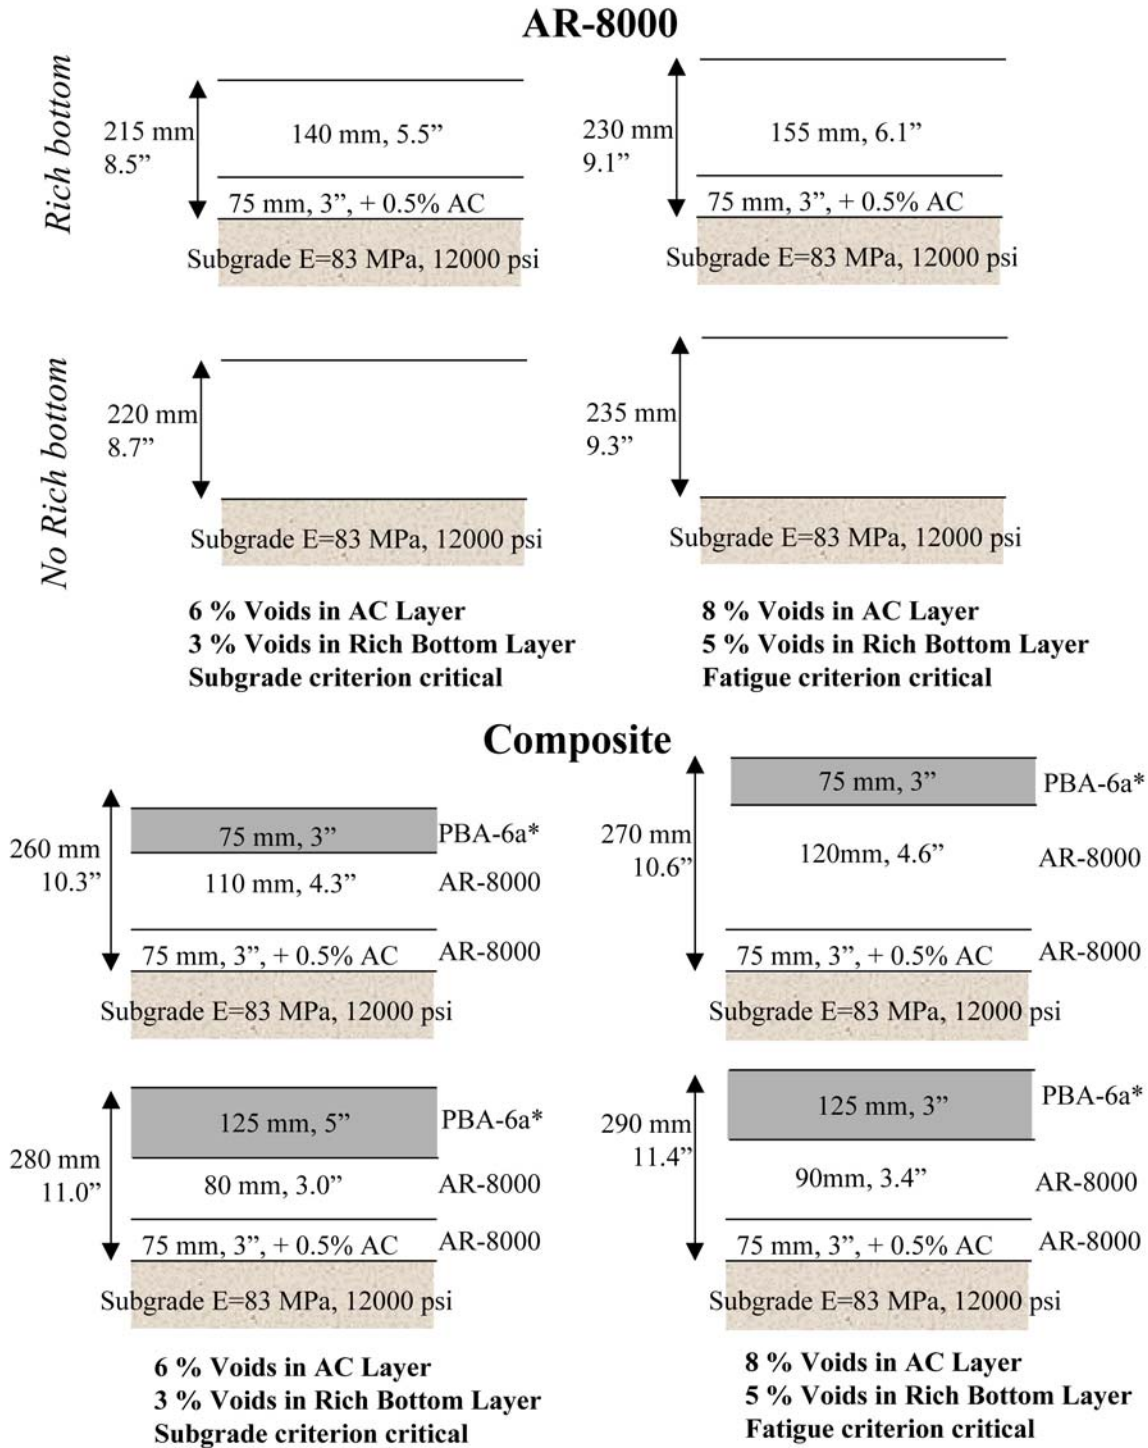 AR-8000
Rich bottom
215 mm
8.5”
140 mm, 5.5”
75 mm, 3”, + 0.5% AC
Subgrade E=83 MPa, 12000 psi
230 mm
9.1”
155 mm, 6.1”
75 mm, 3”, + 0.5% AC
Subgrade E=83 MPa, 12000 psi
No Rich bottom
220 mm
8.7”
Subgrade E=83 MPa, 12000 psi
235 mm
9.3”
Subgrade E=83 MPa, 12000 psi
6 % Voids in AC Layer
3 % Voids in Rich Bottom Layer
Subgrade criterion critical
8 % Voids in AC Layer
5 % Voids in Rich Bottom Layer
Fatigue criterion critical
Composite
260 mm
10.3”
75 mm, 3”
PBA-6a*
110 mm, 4.3”
AR-8000
75 mm, 3”, + 0.5% AC
AR-8000
Subgrade E=83 MPa, 12000 psi
270 mm
10.6”
75 mm, 3”
PBA-6a*
120mm, 4.6”
AR-8000
75 mm, 3”, + 0.5% AC
AR-8000
Subgrade E=83 MPa, 12000 psi
280 mm
11.0”
125 mm, 5”
PBA-6a*
80 mm, 3.0”
AR-8000
75 mm, 3”, + 0.5% AC
AR-8000
Subgrade E=83 MPa, 12000 psi
290 mm
11.4”
125 mm, 3”
PBA-6a*
90mm, 3.4”
AR-8000
75 mm, 3”, + 0.5% AC
AR-8000
Subgrade E=83 MPa, 12000 psi
6 % Voids in AC Layer
3 % Voids in Rich Bottom Layer
Subgrade criterion critical
8 % Voids in AC Layer
5 % Voids in Rich Bottom Layer
Fatigue criterion critical